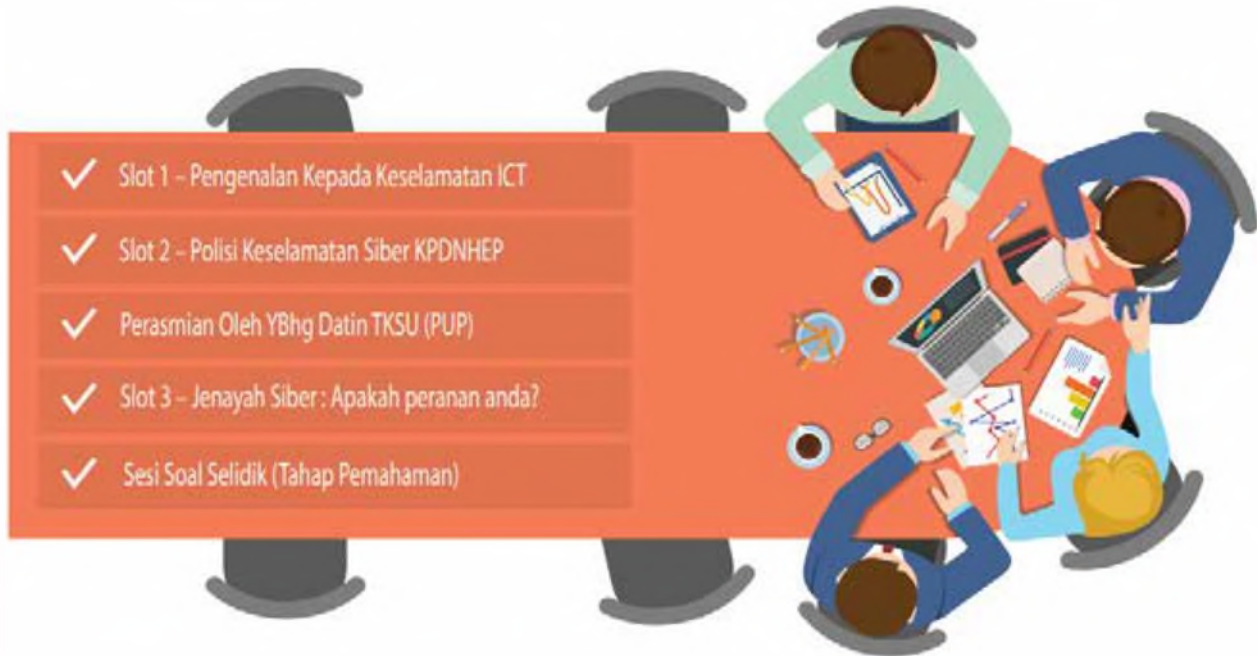 Slot 1 – Pengenalan Kepada Keselamatan ICT
Slot 2 – Polisi Keselamatan Siber KPDNHEP
Perasmian Oleh YBhg Datin TKSU (PUP)
Slot 3 – Jenayah Siber : Apakah peranan anda?
Sesi Soal Selidik (Tahap Pemahaman)